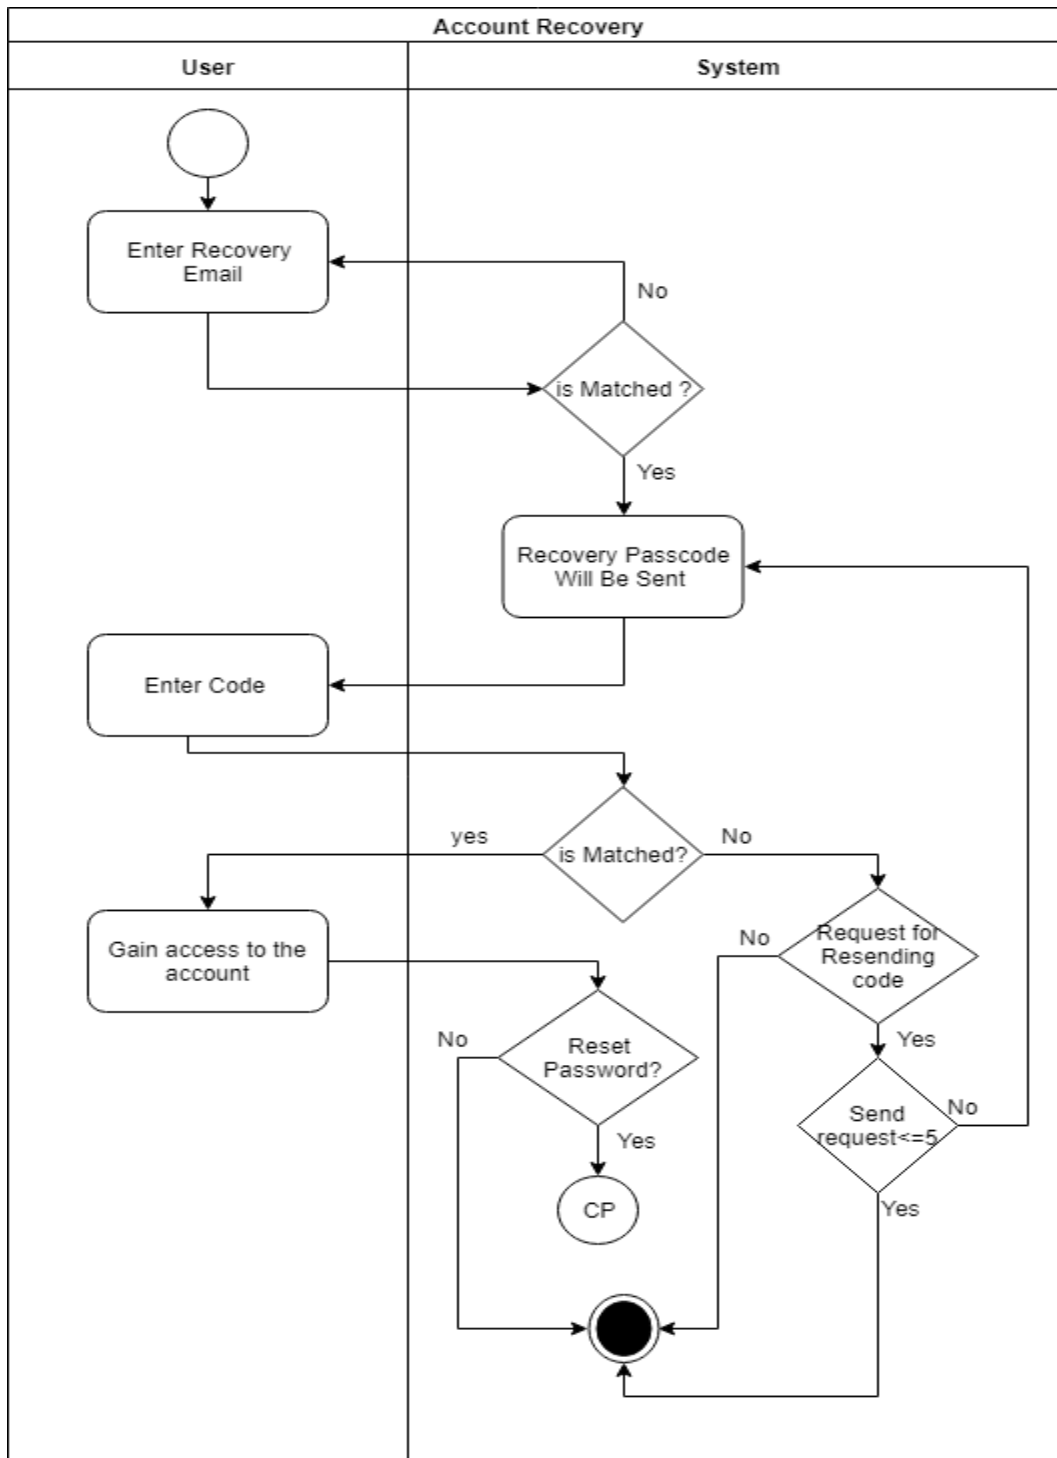 Account Recovery
User
System
Enter Recovery
Email
No
is Matched ?
Yes
Recovery Passcode
Will Be Sent
Enter Code
yes
is Matched?
No
Gain access to the
account
No
Request for
Resending
code
No
Reset
Password?
Yes
Send
request<=5
No
Yes
CP
Yes